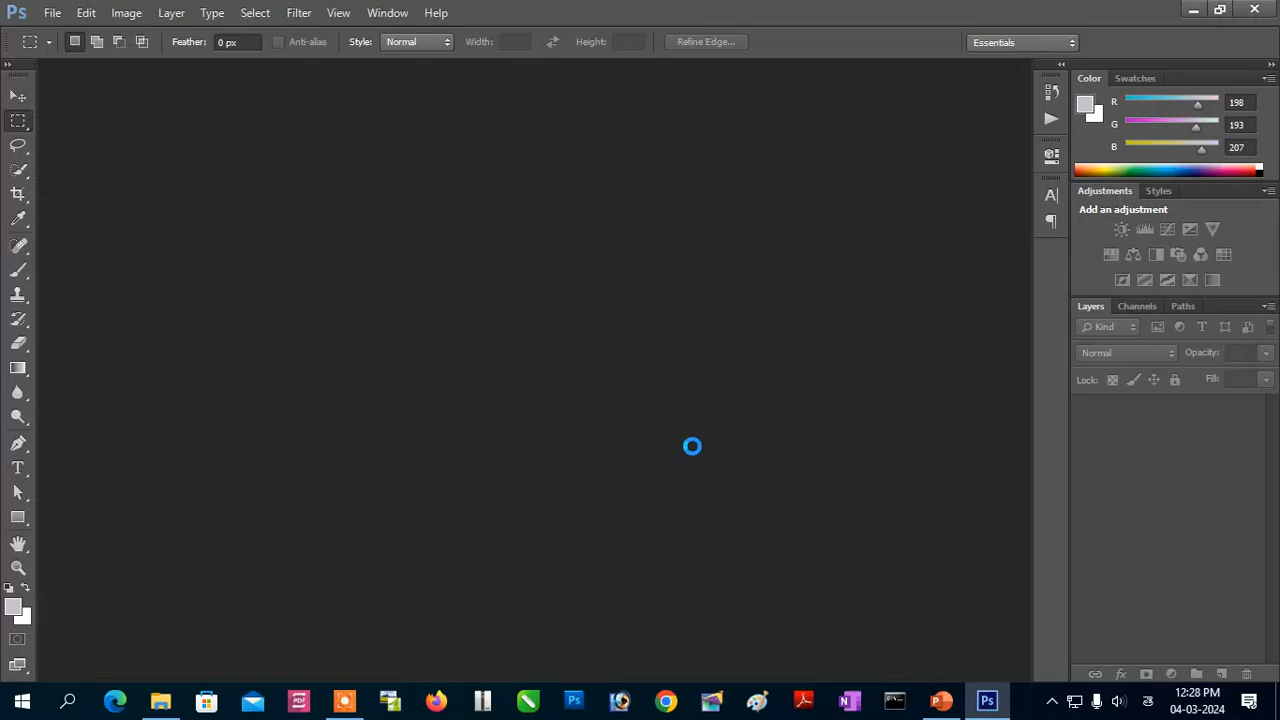 Ps File Edit Image Layer Type Select Filter View Window Help
Feather: 0 px Anti-alias Style: Normal Width: Height: Refine Edge... Essentials
Color Swatches
R 198
G 193
B 207
Adjustments Styles
Add an adjustment
Layers Channels Paths
Kind
Normal Opacity:
Lock: Fill:
12:28 PM
04-03-2024